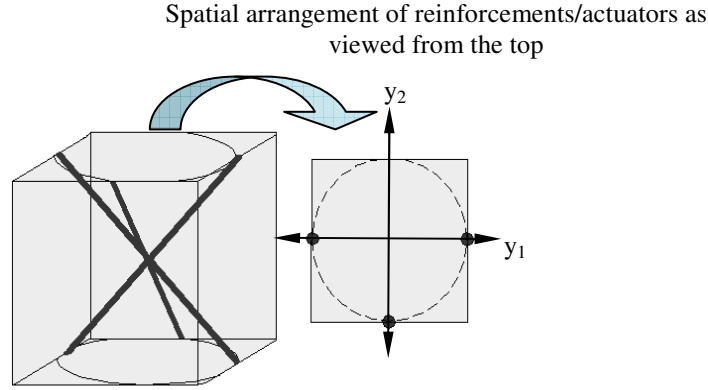 Spatial arrangement of reinforcements/actuators as
viewed from the top
y2
y1